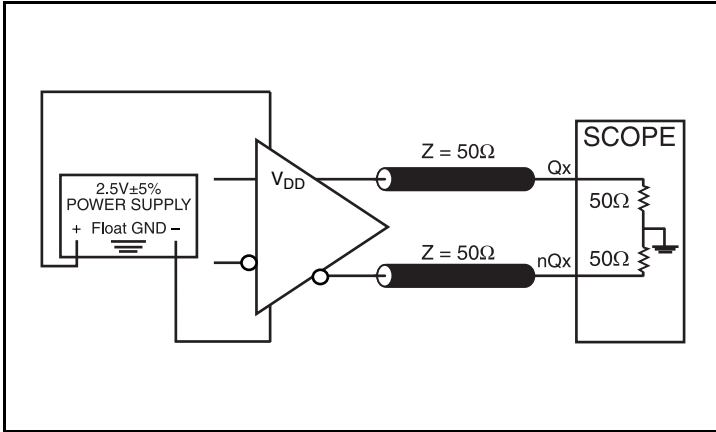 SCOPE
Z = 50Ω
Qx
V_DD
50Ω
2.5V±5%
POWER SUPPLY
+ Float GND −
Z = 50Ω
nQx
50Ω